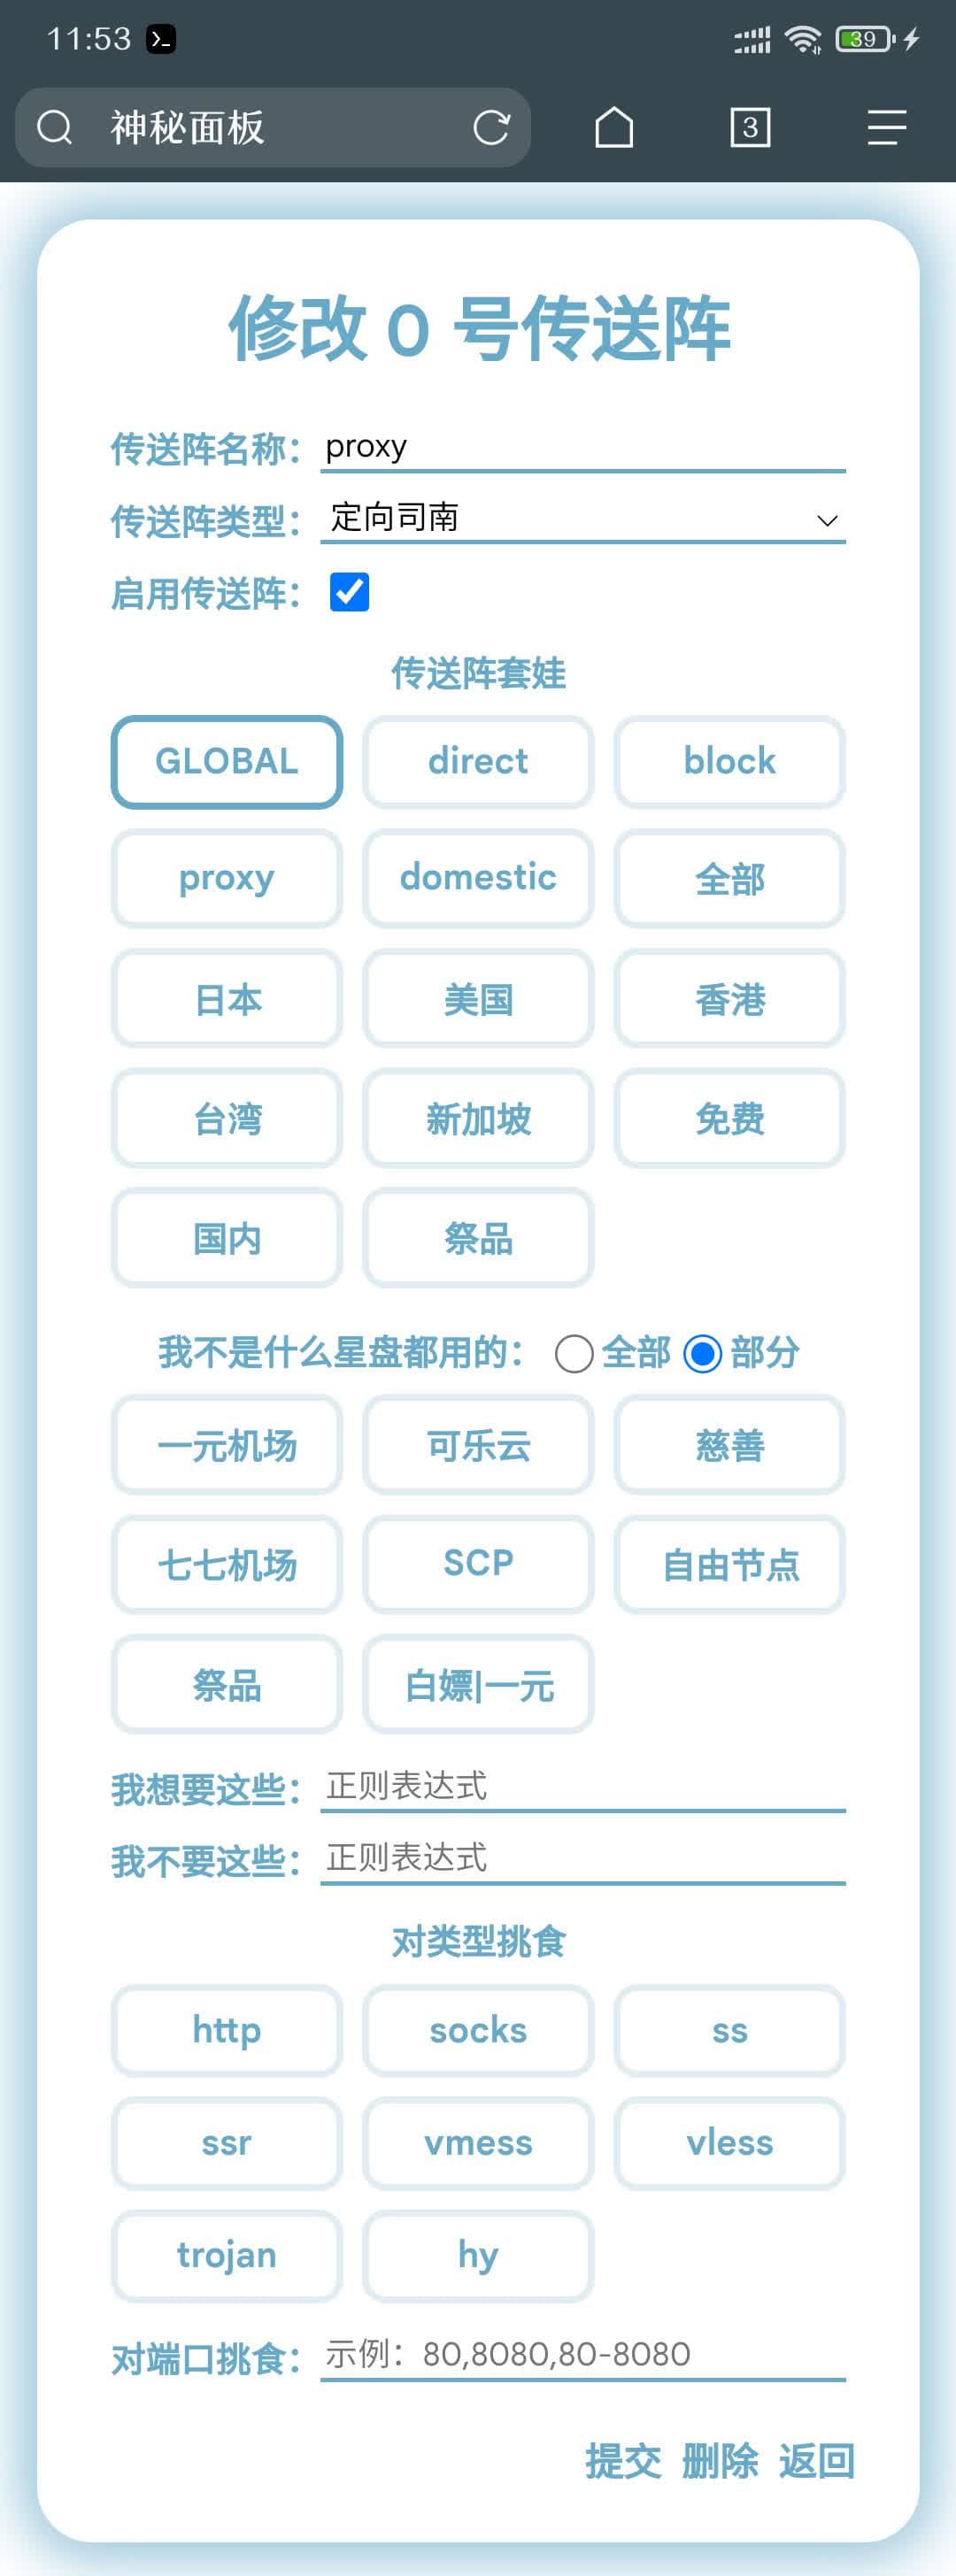 11:53
39
神秘面板
3
修改 0 号传送阵
传送阵名称： proxy
传送阵类型： 定向司南
启用传送阵：
传送阵套娃
GLOBAL direct block
proxy domestic 全部
日本 美国 香港
台湾 新加坡 免费
国内 祭品
我不是什么星盘都用的： 全部 部分
一元机场 可乐云 慈善
七七机场 SCP 自由节点
祭品 白嫖|一元
我想要这些： 正则表达式
我不要这些： 正则表达式
对类型挑食
http socks ss
ssr vmess vless
trojan hy
对端口挑食： 示例：80,8080,80-8080
提交 删除 返回